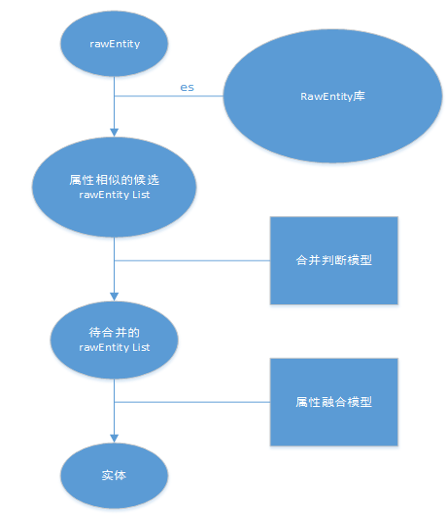 rawEntity
es
RawEntity库
属性相似的候选
rawEntity List
合并判断模型
待合并的
rawEntity List
属性融合模型
实体